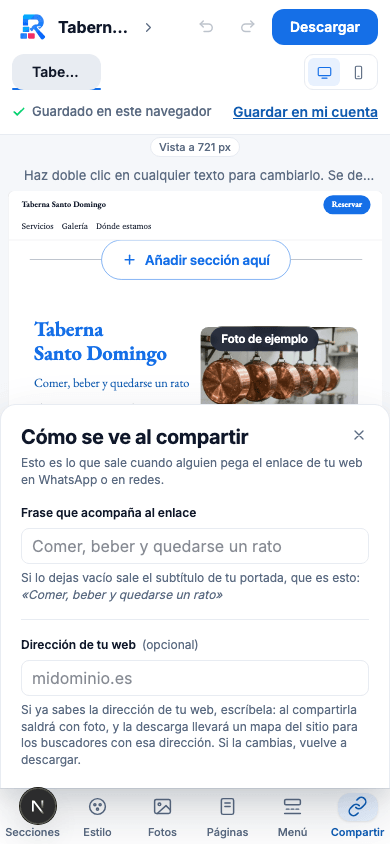 Tabern...
Descargar
Tabe...
Guardado en este navegador
Guardar en mi cuenta
Vista a 721 px
Haz doble clic en cualquier texto para cambiarlo. Se de...
Taberna Santo Domingo
Reservar
Servicios Galería Dónde estamos
Añadir sección aquí
Taberna
Santo Domingo
Foto de ejemplo
Comer, beber y quedarse un rato
Cómo se ve al compartir
Esto es lo que sale cuando alguien pega el enlace de tu web
en WhatsApp o en redes.
Frase que acompaña al enlace
Comer, beber y quedarse un rato
Si lo dejas vacío sale el subtítulo de tu portada, que es esto:
«Comer, beber y quedarse un rato»
Dirección de tu web (opcional)
midominio.es
Si ya sabes la dirección de tu web, escríbela: al compartirla
saldrá con foto, y la descarga llevará un mapa del sitio para
los buscadores con esa dirección. Si la cambias, vuelve a
descargar.
N
Secciones Estilo Fotos Páginas Menú Compartir